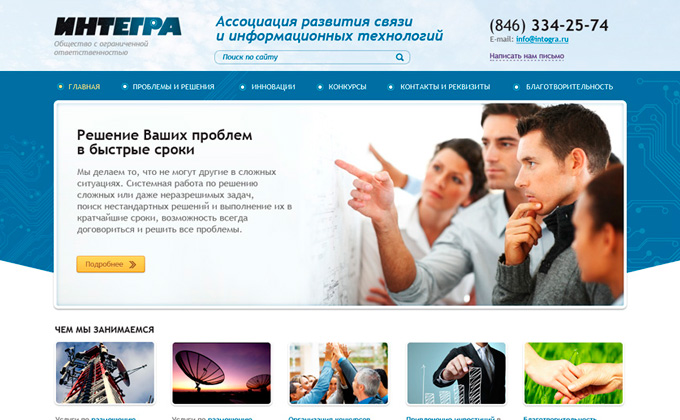 ИНТЕГРА
Общество с ограниченной
ответственностью
Ассоциация развития связи
и информационных технологий
Поиск по сайту
(846) 334-25-74
E-mail: info@intogra.ru
Написать нам письмо
ГЛАВНАЯ
ПРОБЛЕМЫ И РЕШЕНИЯ
ИННОВАЦИИ
КОНКУРСЫ
КОНТАКТЫ И РЕКВИЗИТЫ
БЛАГОТВОРИТЕЛЬНОСТЬ
Решение Ваших проблем
в быстрые сроки
Мы делаем то, что не могут другие в сложных
ситуациях. Системная работа по решению
сложных или даже неразрешимых задач,
поиск нестандартных решений и выполнение их в
кратчайшие сроки, возможность всегда
договориться и решить все проблемы.
Подробнее
ЧЕМ МЫ ЗАНИМАЕМСЯ
Услуги по размещению
Услуги по размещению
Организация конкурсов
Привлечение инвестиций в
Благотворительность